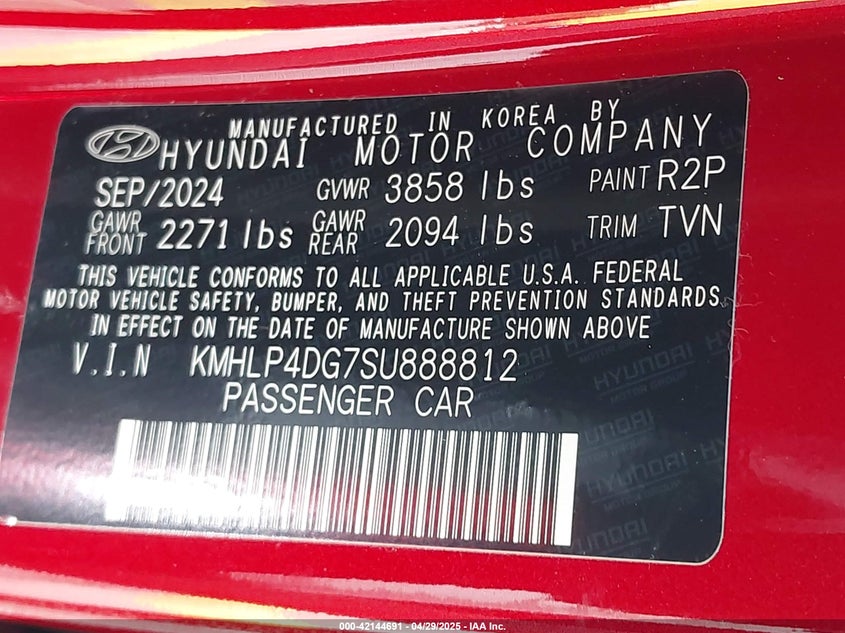 MANUFACTURED IN KOREA BY
HYUNDAI MOTOR COMPANY
SEP/2024 GVWR 3858 lbs PAINT R2P
GAWR FRONT 2271 lbs GAWR REAR 2094 lbs TRIM TVN
THIS VEHICLE CONFORMS TO ALL APPLICABLE U.S.A. FEDERAL
MOTOR VEHICLE SAFETY, BUMPER, AND THEFT PREVENTION STANDARDS
IN EFFECT ON THE DATE OF MANUFACTURE SHOWN ABOVE
V.I.N KMHLP4DG7SU888812
PASSENGER CAR
HYUNDAI
MOTOR GROUP
000-42144691 - 04/29/2025 - IAA Inc.